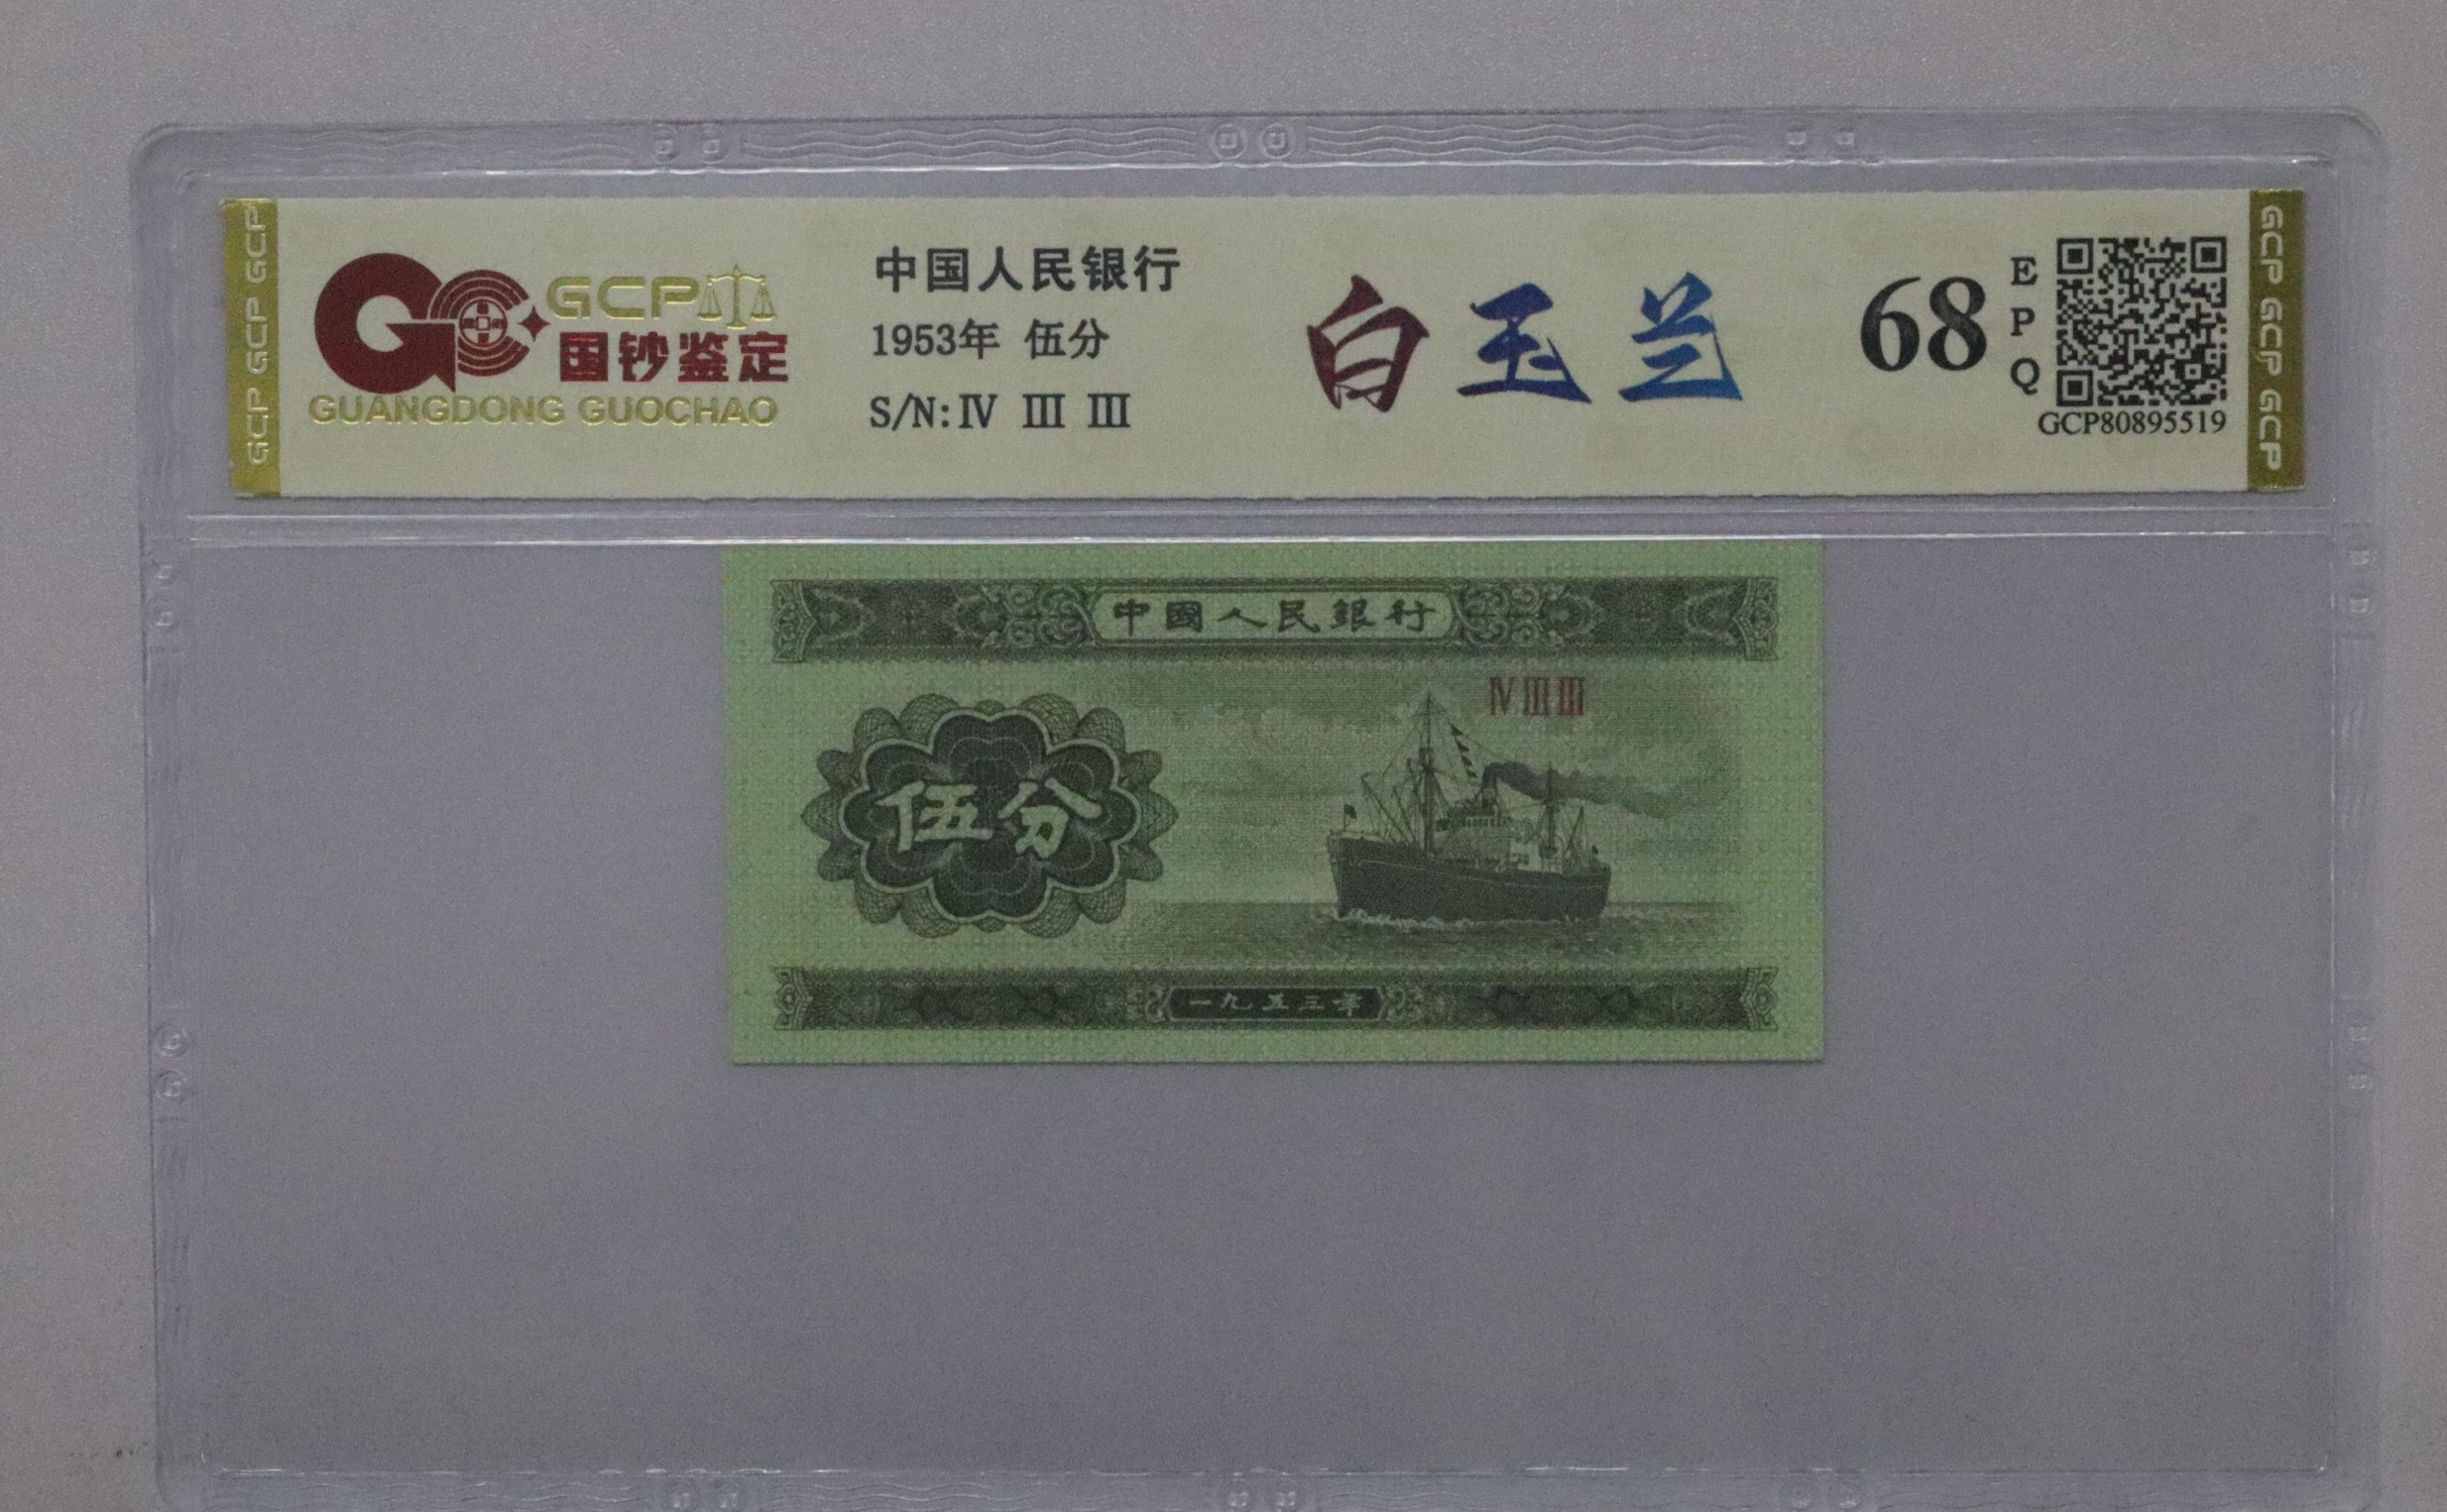 GCP GCP GCP
GCP
国钞鉴定
GUANGDONG GUOCHAO
中国人民银行
1953年 伍分
S/N: IV III III
白玉兰
68
EPQ
GCP80895519
GCP GCP GCP
中國人民銀行
IV III III
伍分
一九五三年